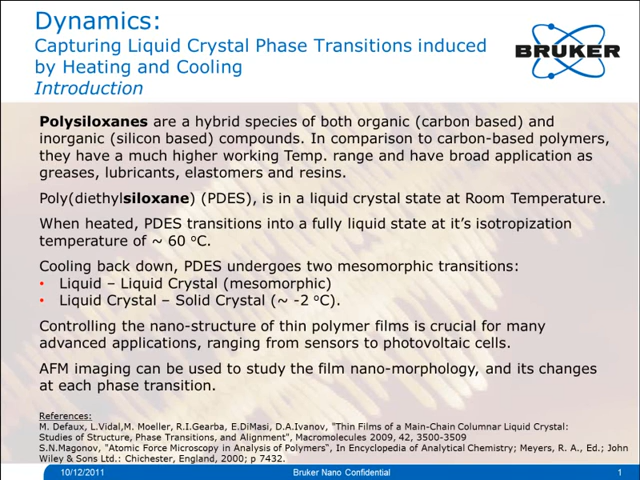 Dynamics:
Capturing Liquid Crystal Phase Transitions induced
by Heating and Cooling
Introduction
BRUKER
Polysiloxanes are a hybrid species of both organic (carbon based) and
inorganic (silicon based) compounds. In comparison to carbon-based polymers,
they have a much higher working Temp. range and have broad application as
greases, lubricants, elastomers and resins.
Poly(diethylsiloxane) (PDES), is in a liquid crystal state at Room Temperature.
When heated, PDES transitions into a fully liquid state at it's isotropization
temperature of ~ 60 ºC.
Cooling back down, PDES undergoes two mesomorphic transitions:
• Liquid – Liquid Crystal (mesomorphic)
• Liquid Crystal – Solid Crystal (~ -2 ºC).
Controlling the nano-structure of thin polymer films is crucial for many
advanced applications, ranging from sensors to photovoltaic cells.
AFM imaging can be used to study the film nano-morphology, and its changes
at each phase transition.
References:
M. Defaux, L.Vidal,M. Moeller, R.I.Gearba, E.DiMasi, D.A.Ivanov, "Thin Films of a Main-Chain Columnar Liquid Crystal:
Studies of Structure, Phase Transitions, and Alignment", Macromolecules 2009, 42, 3500-3509
S.N.Magonov, "Atomic Force Microscopy in Analysis of Polymers", In Encyclopedia of Analytical Chemistry; Meyers, R. A., Ed.; John
Wiley & Sons Ltd.: Chichester, England, 2000; p 7432.
10/12/2011 Bruker Nano Confidential 1